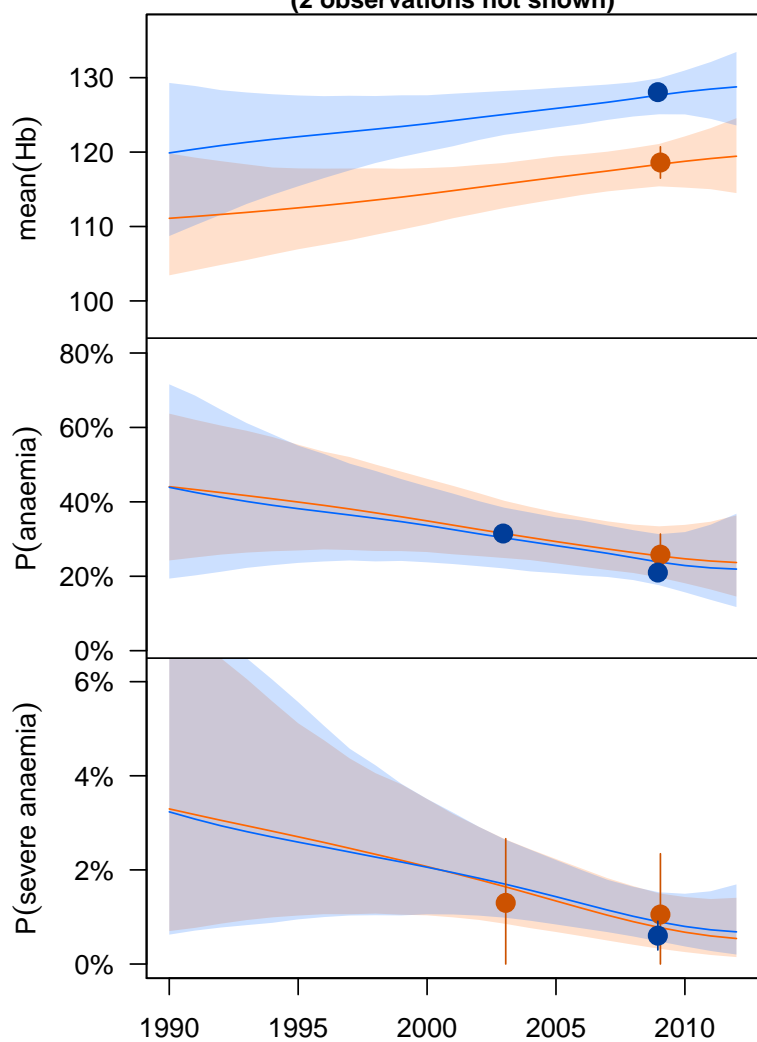 (2 observations not shown)
mean(Hb)
130
120
110
100
P(anaemia)
80%
60%
40%
20%
0%
P(severe anaemia)
6%
4%
2%
0%
1990 1995 2000 2005 2010